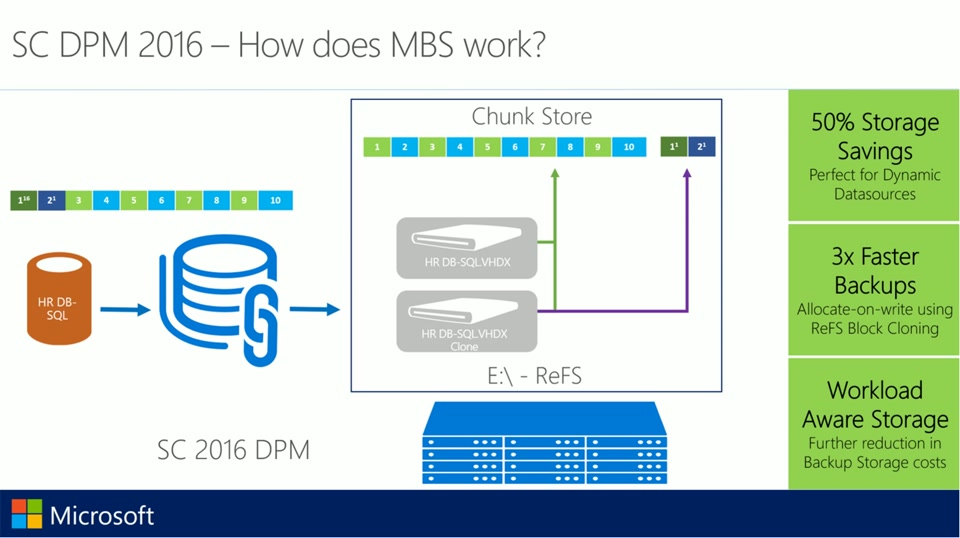 SC DPM 2016 – How does MBS work?
Chunk Store
1 2 3 4 5 6 7 8 9 10 1¹ 2¹
1¹⁶ 2¹ 3 4 5 6 7 8 9 10
HR DB-
SQL
HR DB-SQL.VHDX
HR DB-SQL.VHDX
Clone
E:\ - ReFS
SC 2016 DPM
50% Storage
Savings
Perfect for Dynamic
Datasources
3x Faster
Backups
Allocate-on-write using
ReFS Block Cloning
Workload
Aware Storage
Further reduction in
Backup Storage costs
Microsoft